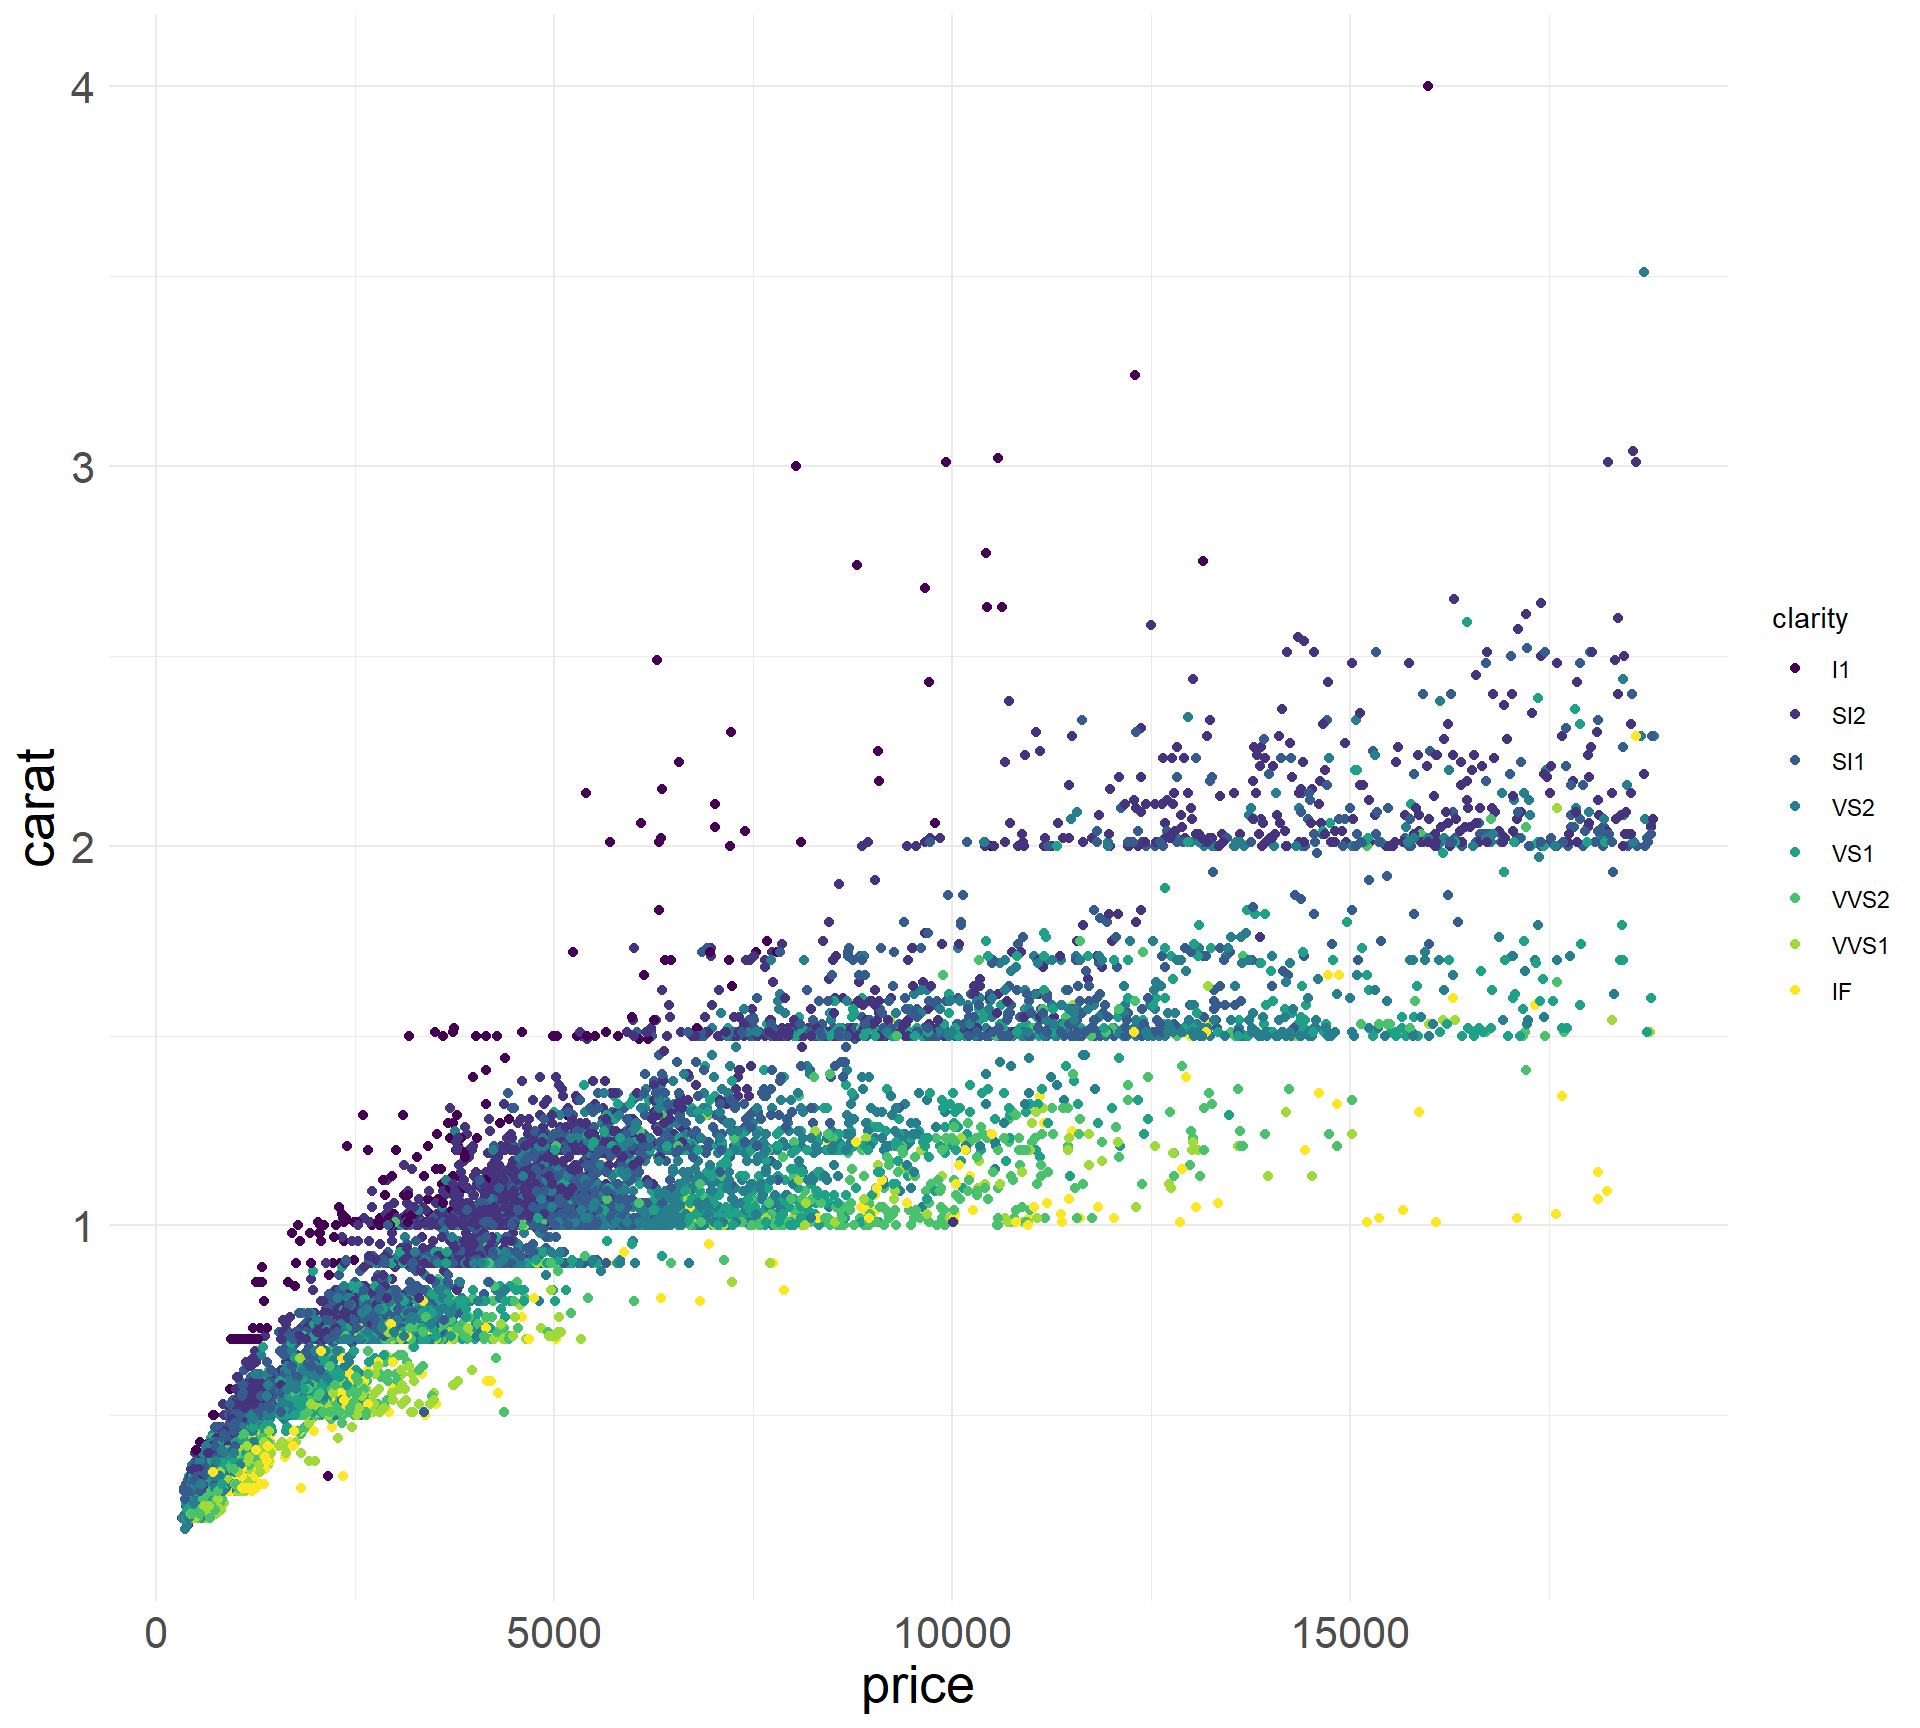 4
3
2
1
carat
0 5000 10000 15000
price
clarity
I1
SI2
SI1
VS2
VS1
VVS2
VVS1
IF